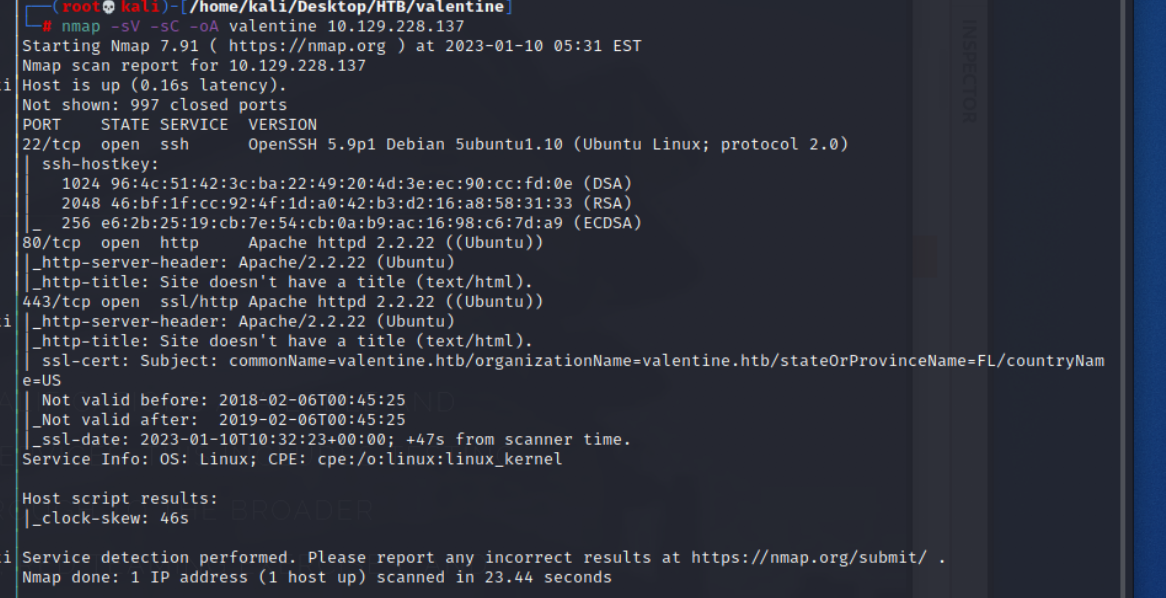 ┌──(root💀kali)-[/home/kali/Desktop/HTB/valentine]
└─# nmap -sV -sC -oA valentine 10.129.228.137
Starting Nmap 7.91 ( https://nmap.org ) at 2023-01-10 05:31 EST
Nmap scan report for 10.129.228.137
Host is up (0.16s latency).
Not shown: 997 closed ports
PORT    STATE SERVICE  VERSION
22/tcp  open  ssh      OpenSSH 5.9p1 Debian 5ubuntu1.10 (Ubuntu Linux; protocol 2.0)
| ssh-hostkey:
|   1024 96:4c:51:42:3c:ba:22:49:20:4d:3e:ec:90:cc:fd:0e (DSA)
|   2048 46:bf:1f:cc:92:4f:1d:a0:42:b3:d2:16:a8:58:31:33 (RSA)
|_  256 e6:2b:25:19:cb:7e:54:cb:0a:b9:ac:16:98:c6:7d:a9 (ECDSA)
80/tcp  open  http     Apache httpd 2.2.22 ((Ubuntu))
|_http-server-header: Apache/2.2.22 (Ubuntu)
|_http-title: Site doesn't have a title (text/html).
443/tcp open  ssl/http Apache httpd 2.2.22 ((Ubuntu))
|_http-server-header: Apache/2.2.22 (Ubuntu)
|_http-title: Site doesn't have a title (text/html).
| ssl-cert: Subject: commonName=valentine.htb/organizationName=valentine.htb/stateOrProvinceName=FL/countryNam
e=US
| Not valid before: 2018-02-06T00:45:25
|_Not valid after:  2019-02-06T00:45:25
|_ssl-date: 2023-01-10T10:32:23+00:00; +47s from scanner time.
Service Info: OS: Linux; CPE: cpe:/o:linux:linux_kernel
Host script results:
|_clock-skew: 46s
Service detection performed. Please report any incorrect results at https://nmap.org/submit/ .
Nmap done: 1 IP address (1 host up) scanned in 23.44 seconds
INSPECTOR
BROADER